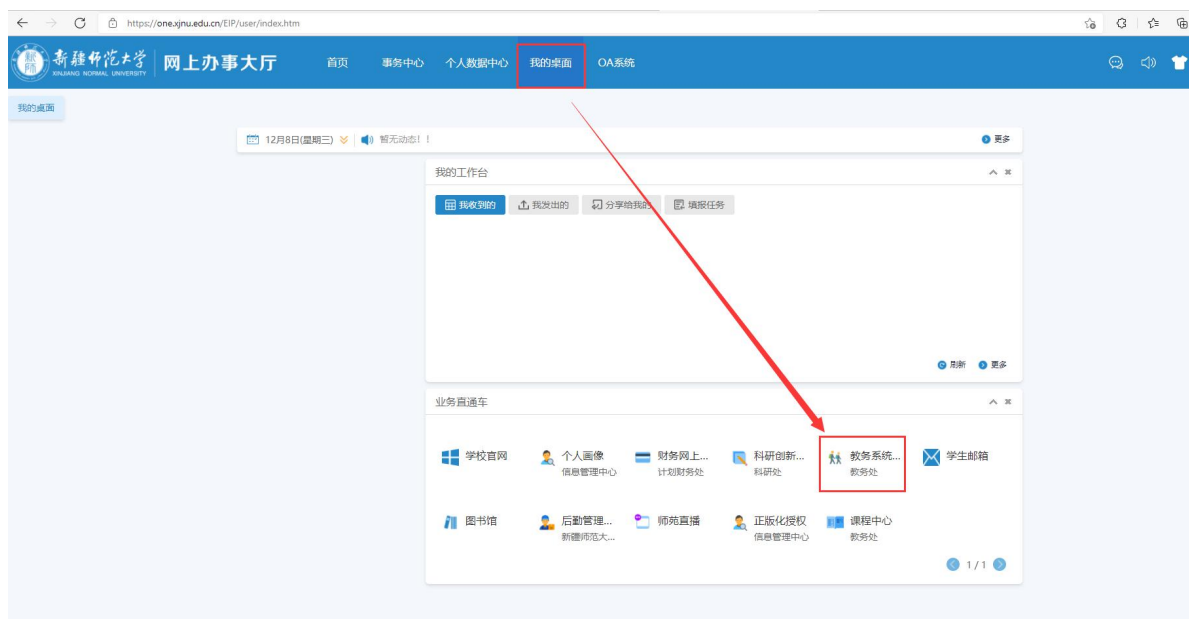 https://one.xjnu.edu.cn/EIP/user/index.htm
新疆师范大学
XINJIANG NORMAL UNIVERSITY
网上办事大厅
首页 事务中心 个人数据中心 我的桌面 OA系统
我的桌面
12月8日(星期三) 暂无动态！！ 更多
我的工作台
我收到的 我发出的 分享给我的 填报任务
刷新 更多
业务直通车
学校官网 个人画像 财务网上... 科研创新... 教务系统... 学生邮箱
信息管理中心 计划财务处 科研处 教务处
图书馆 后勤管理... 师苑直播 正版化授权 课程中心
新疆师范大... 信息管理中心 教务处
1/1